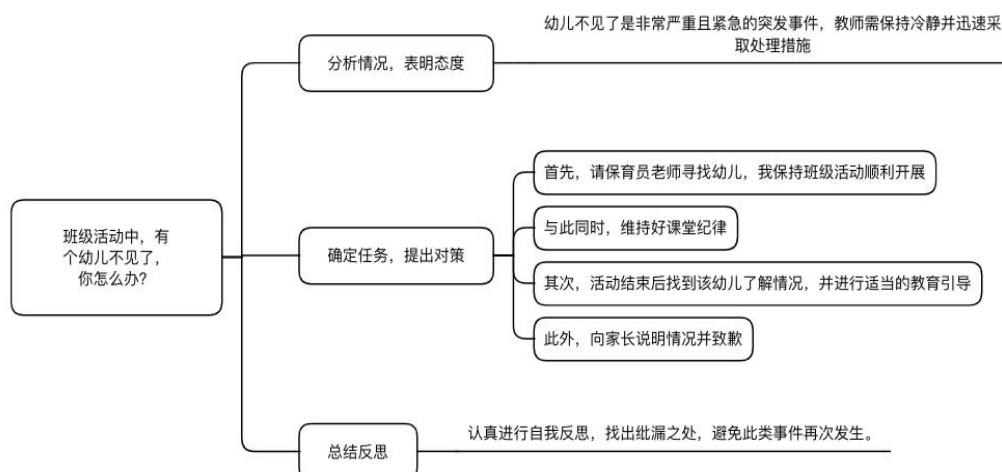 幼儿不见了是非常严重且紧急的突发事件，教师需保持冷静并迅速采
取处理措施
分析情况，表明态度
首先，请保育员老师寻找幼儿，我保持班级活动顺利开展
与此同时，维持好课堂纪律
班级活动中，有
个幼儿不见了，
你怎么办？
确定任务，提出对策
其次，活动结束后找到该幼儿了解情况，并进行适当的教育引导
此外，向家长说明情况并致歉
总结反思
认真进行自我反思，找出纰漏之处，避免此类事件再次发生。